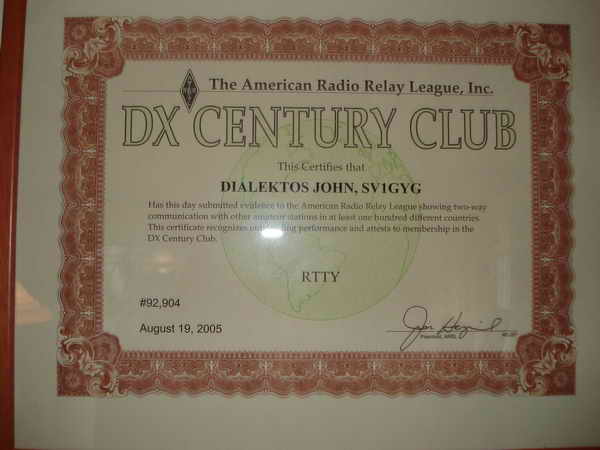 The American Radio Relay League, Inc.
DX CENTURY CLUB
This Certifies that
DIALEKTOS JOHN, SV1GYG
Has this day submitted evidence to the American Radio Relay League showing two-way
communication with other amateur stations in at least one hundred different countries.
This certificate recognizes outstanding performance and attests to membership in the
DX Century Club.
RTTY
#92,904
August 19, 2005
President, ARRL